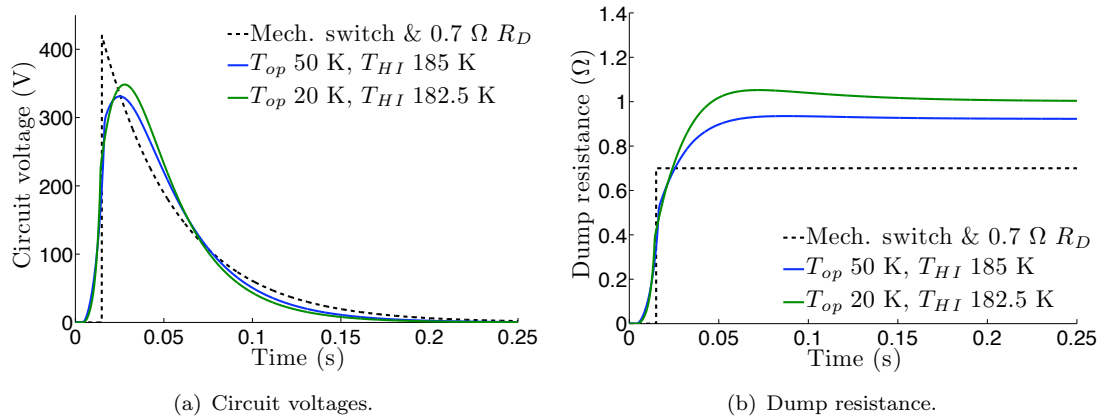 Mech. switch & 0.7 Ω R_D
T_op 50 K, T_HI 185 K
T_op 20 K, T_HI 182.5 K
Circuit voltage (V)
400
300
200
100
0
0 0.05 0.1 0.15 0.2 0.25
Time (s)
(a) Circuit voltages.
Dump resistance (Ω)
1.4
1.2
1
0.8
0.6
0.4
0.2
0
Mech. switch & 0.7 Ω R_D
T_op 50 K, T_HI 185 K
T_op 20 K, T_HI 182.5 K
0 0.05 0.1 0.15 0.2 0.25
Time (s)
(b) Dump resistance.